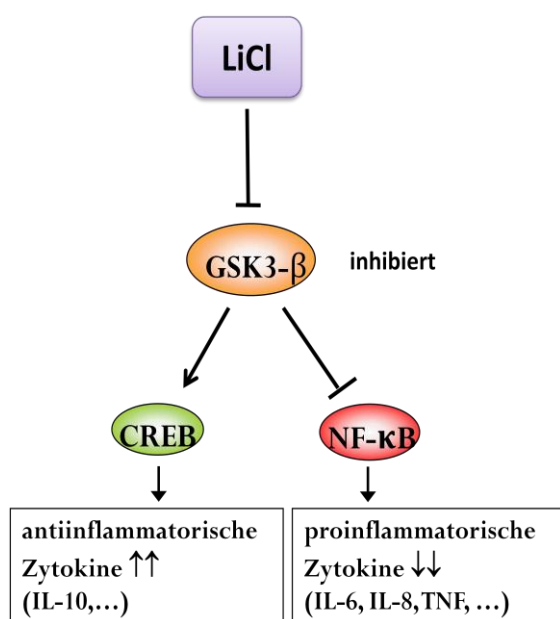 LiCl
GSK3-β
inhibiert
CREB
NF-κB
antiinflammatorische
Zytokine ↑↑
(IL-10,...)
proinflammatorische
Zytokine ↓↓
(IL-6, IL-8, TNF, ...)